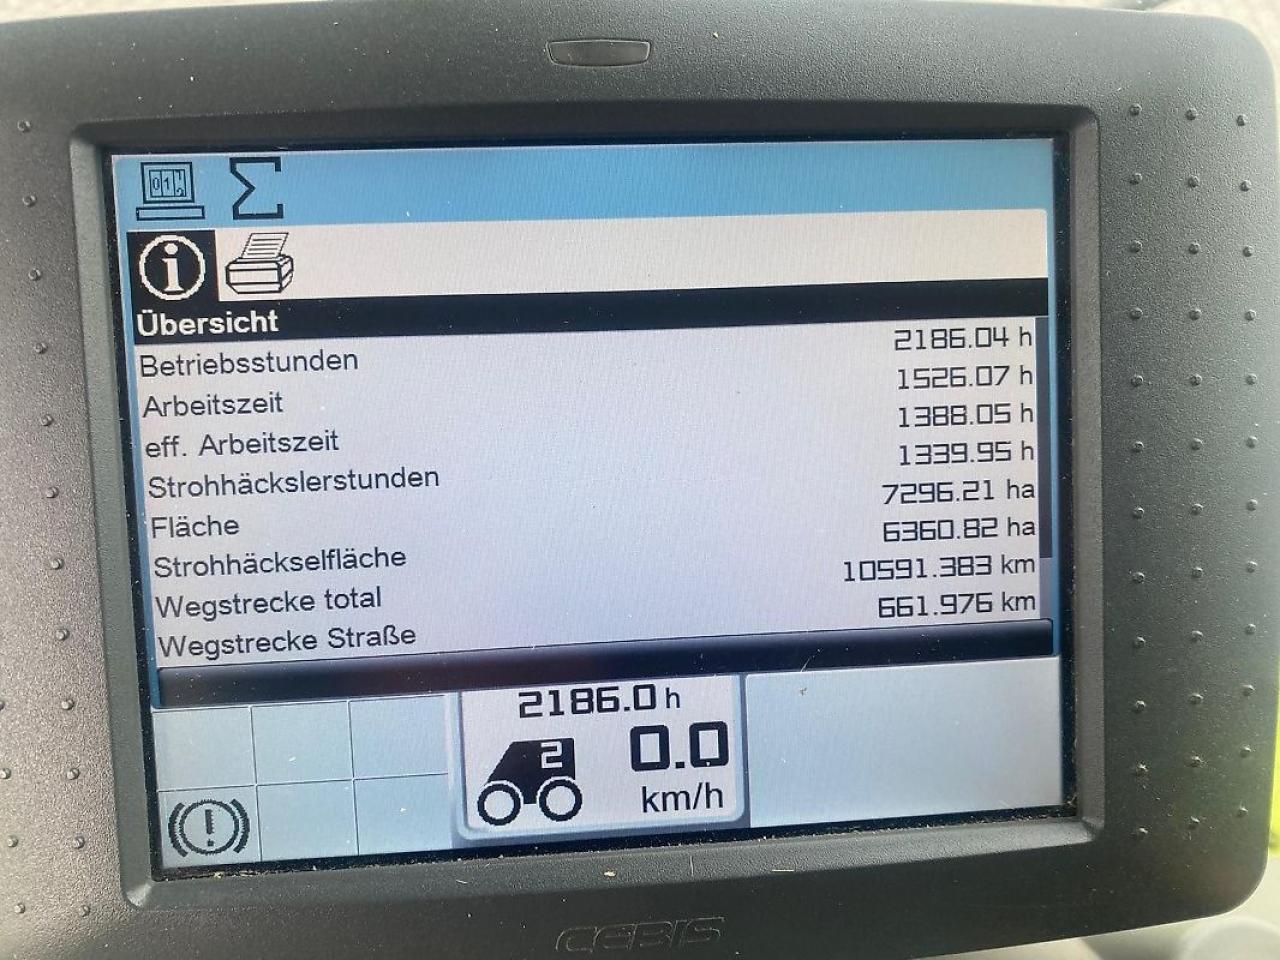 Übersicht
Betriebsstunden 2186.04 h
Arbeitszeit 1526.07 h
eff. Arbeitszeit 1388.05 h
Strohhäckslerstunden 1339.95 h
Fläche 7296.21 ha
Strohhäckselfläche 6360.82 ha
Wegstrecke total 10591.383 km
Wegstrecke Straße 661.976 km
2186.0 h
2 0.0
km/h
CEBIS